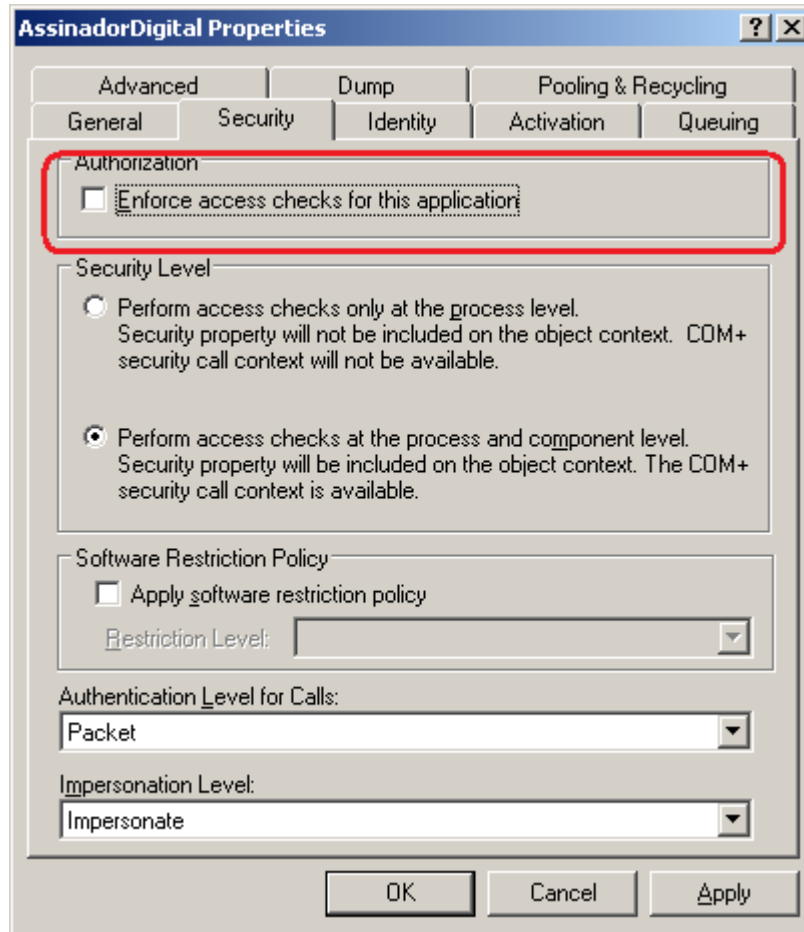 AssinadorDigital Properties
Advanced Dump Pooling & Recycling
General Security Identity Activation Queuing
Authorization
Enforce access checks for this application
Security Level
Perform access checks only at the process level.
Security property will not be included on the object context. COM+
security call context will not be available.
Perform access checks at the process and component level.
Security property will be included on the object context. The COM+
security call context is available.
Software Restriction Policy
Apply software restriction policy
Restriction Level:
Authentication Level for Calls:
Packet
Impersonation Level:
Impersonate
OK Cancel Apply